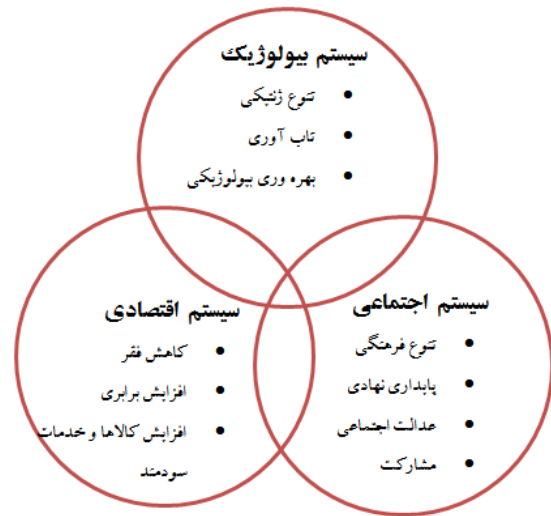 سیستم بیولوژیک
• تنوع ژنتیکی
• تاب آوری
• بهره وری بیولوژیکی
سیستم اجتماعی
• تنوع فرهنگی
• پایداری نهادی
• عدالت اجتماعی
• مشارکت
سیستم اقتصادی
• کاهش فقر
• افزایش برابری
• افزایش کالاها و خدمات
سودمند